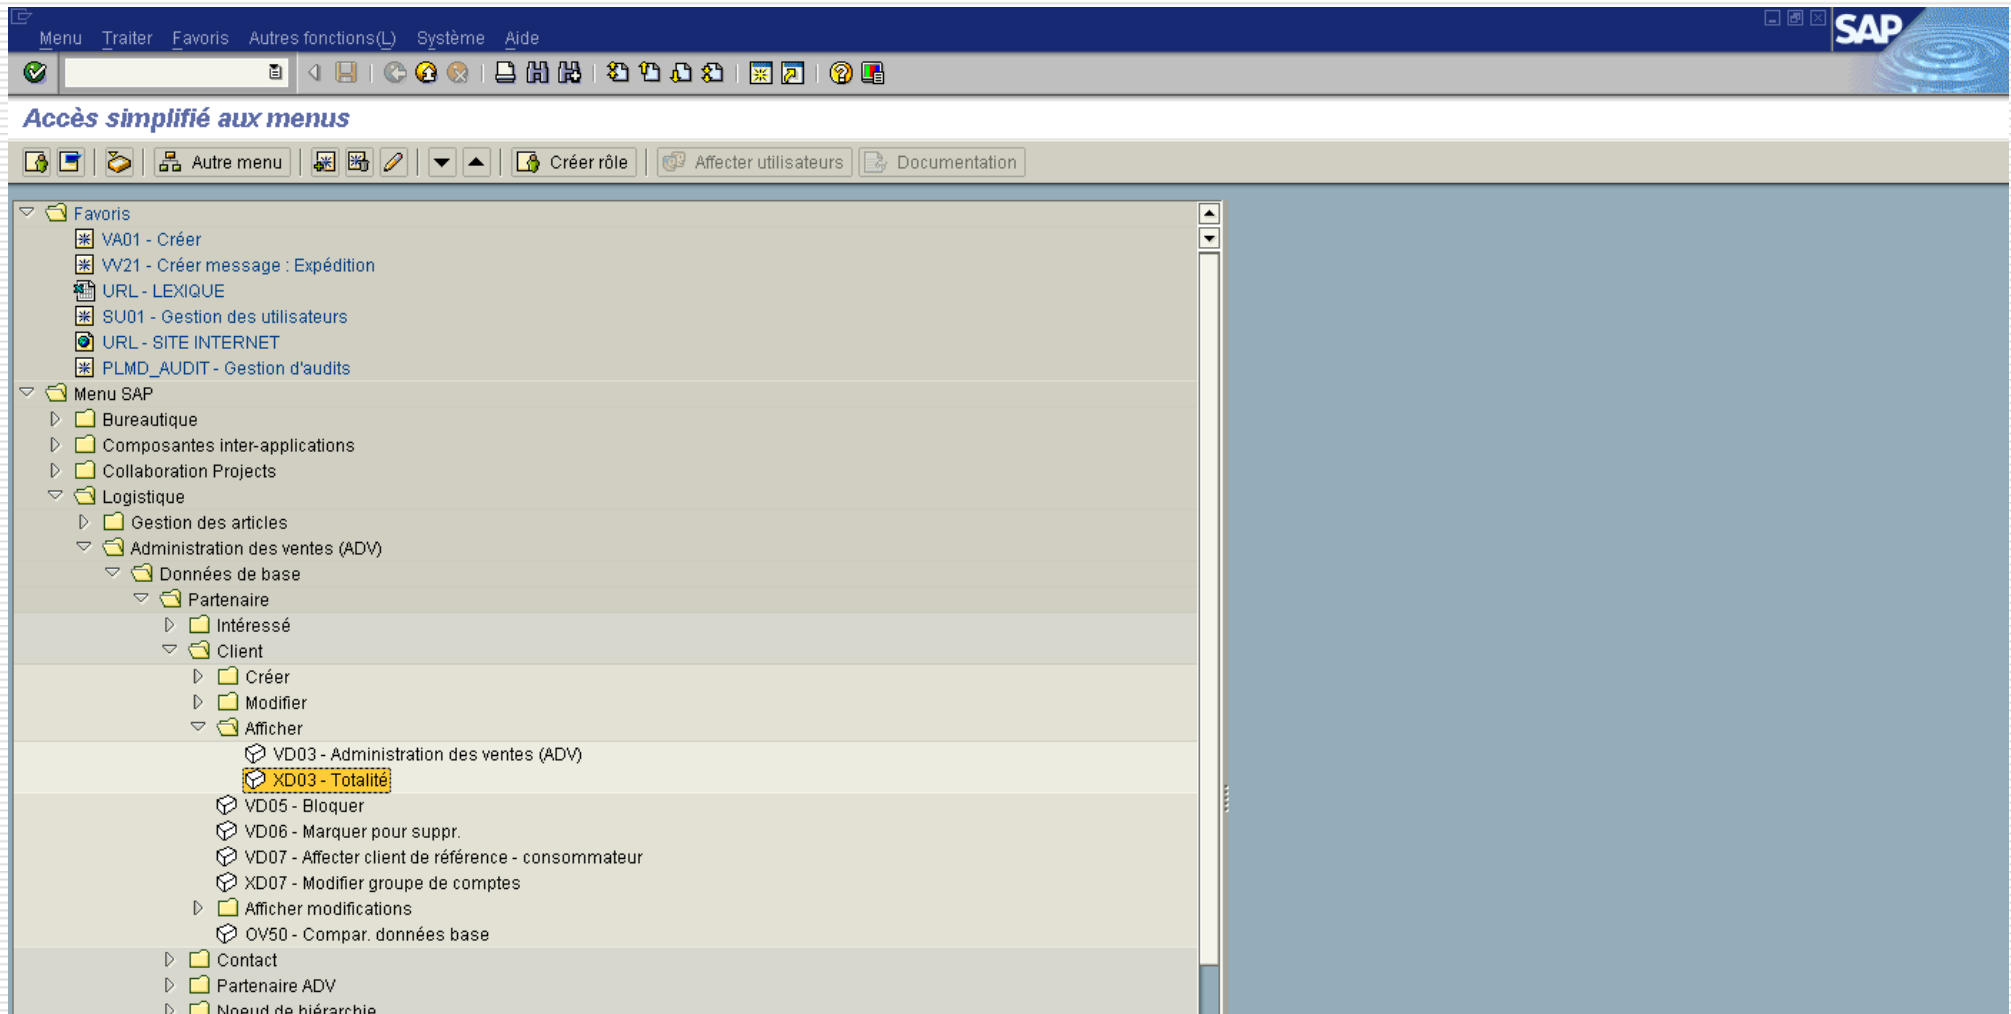 Menu Traiter Favoris Autres fonctions(L) Système Aide
SAP
Accès simplifié aux menus
Autre menu Créer rôle Affecter utilisateurs Documentation
Favoris
VA01 - Créer
VV21 - Créer message : Expédition
URL - LEXIQUE
SU01 - Gestion des utilisateurs
URL - SITE INTERNET
PLMD_AUDIT - Gestion d'audits
Menu SAP
Bureautique
Composantes inter-applications
Collaboration Projects
Logistique
Gestion des articles
Administration des ventes (ADV)
Données de base
Partenaire
Intéressé
Client
Créer
Modifier
Afficher
VD03 - Administration des ventes (ADV)
XD03 - Totalité
VD05 - Bloquer
VD06 - Marquer pour suppr.
VD07 - Affecter client de référence - consommateur
XD07 - Modifier groupe de comptes
Afficher modifications
OV50 - Compar. données base
Contact
Partenaire ADV
Noeud de hiérarchie